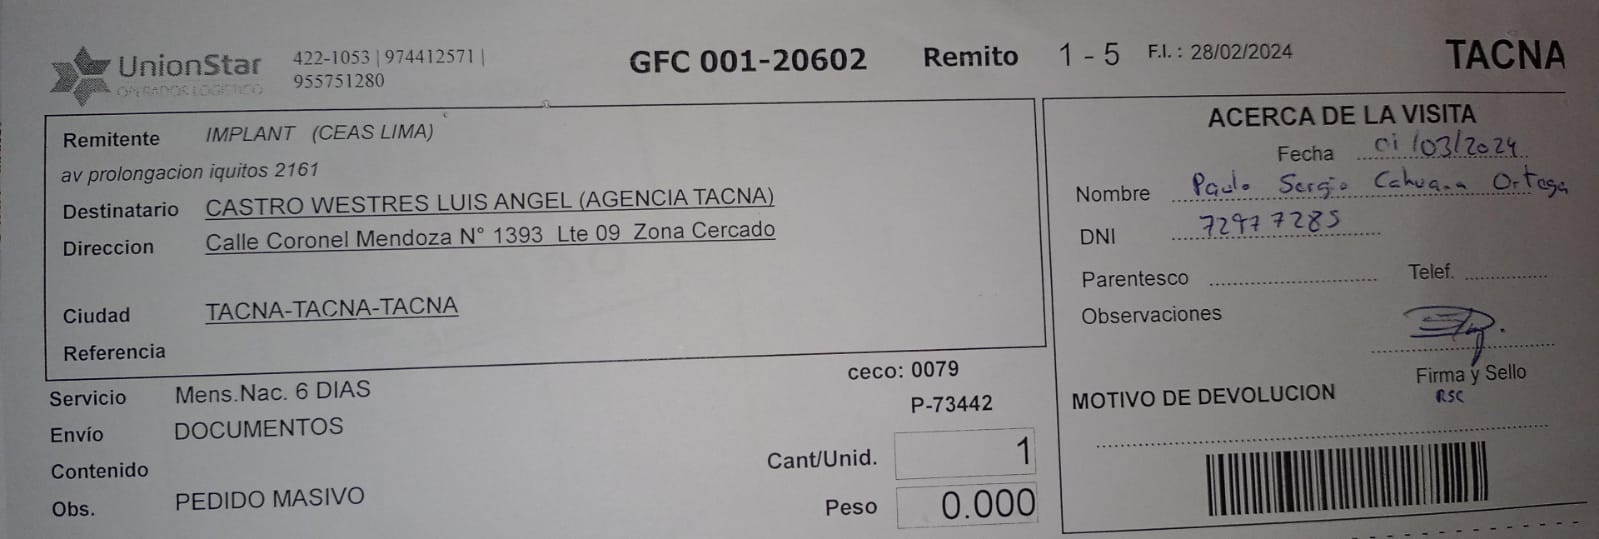 UnionStar
OPERADOR LOGISTICO
422-1053 | 974412571 |
955751280
GFC 001-20602 Remito 1 - 5 F.I. : 28/02/2024 TACNA
Remitente IMPLANT (CEAS LIMA)
av prolongacion iquitos 2161
Destinatario CASTRO WESTRES LUIS ANGEL (AGENCIA TACNA)
Direccion Calle Coronel Mendoza N° 1393 Lte 09 Zona Cercado
Ciudad TACNA-TACNA-TACNA
Referencia
Servicio Mens.Nac. 6 DIAS
Envío DOCUMENTOS
Contenido
Obs. PEDIDO MASIVO
ceco: 0079
P-73442
Cant/Unid. 1
Peso 0.000
ACERCA DE LA VISITA
Fecha 01/03/2024
Nombre Paulo Sergio Cahuana Ortega
DNI 72977285
Parentesco Telef.
Observaciones
Firma y Sello
RSC
MOTIVO DE DEVOLUCION